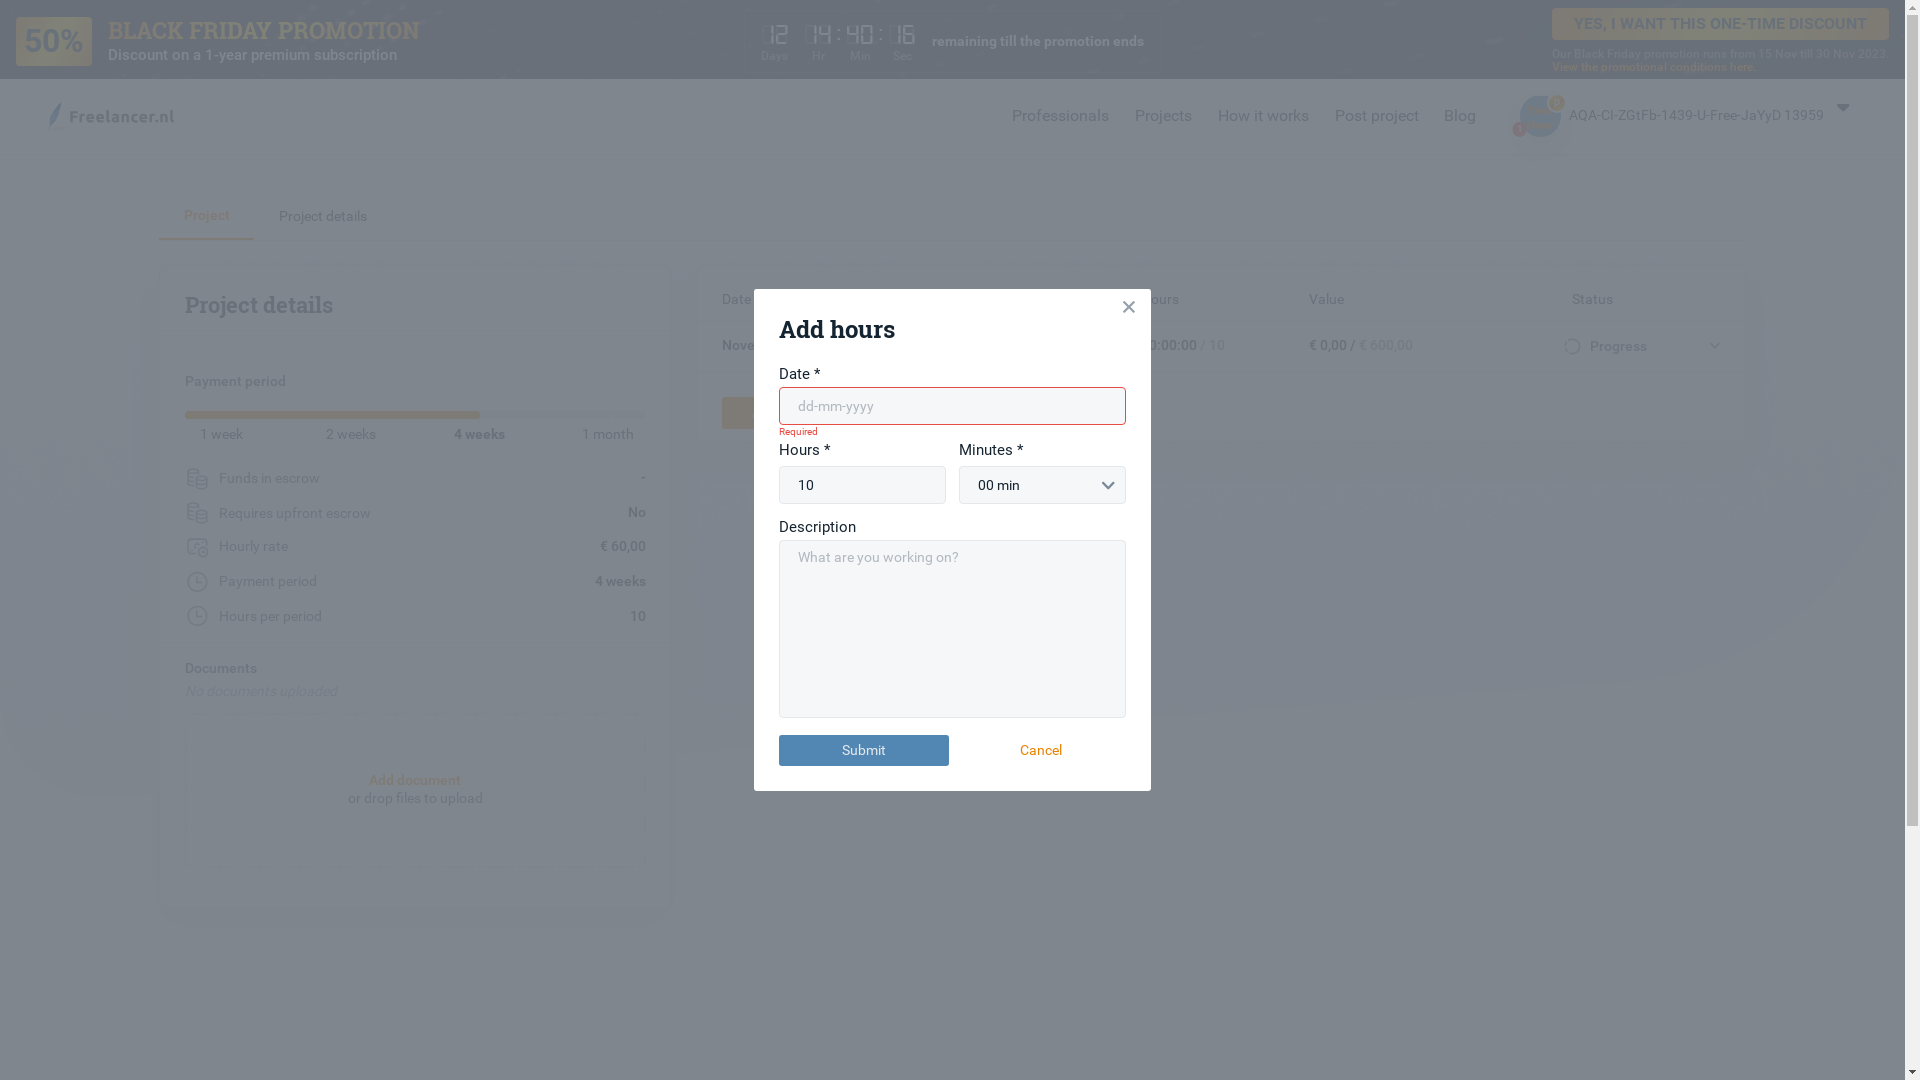 50%
BLACK FRIDAY PROMOTION
Discount on a 1-year premium subscription
12 14:40:16
Days Hr Min Sec
remaining till the promotion ends
YES, I WANT THIS ONE-TIME DISCOUNT
Our Black Friday promotion runs from 15 Nov till 30 Nov 2023.
View the promotional conditions here
Freelancer.nl
Professionals
Projects
How it works
Post project
Blog
AQA-CI-ZGtFb-1439-U-Free-JaYyD 13959
Project
Project details
Project details
Payment period
1 week
2 weeks
4 weeks
1 month
Funds in escrow -
Requires upfront escrow No
Hourly rate € 60,00
Payment period 4 weeks
Hours per period 10
Documents
No documents uploaded
Add document
or drop files to upload
Date
ours
Value
Status
Nove
0:00:00 / 10
€ 0,00 / € 600,00
Progress
Add hours
Date *
dd-mm-yyyy
Required
Hours *
Minutes *
10
00 min
Description
What are you working on?
Submit
Cancel